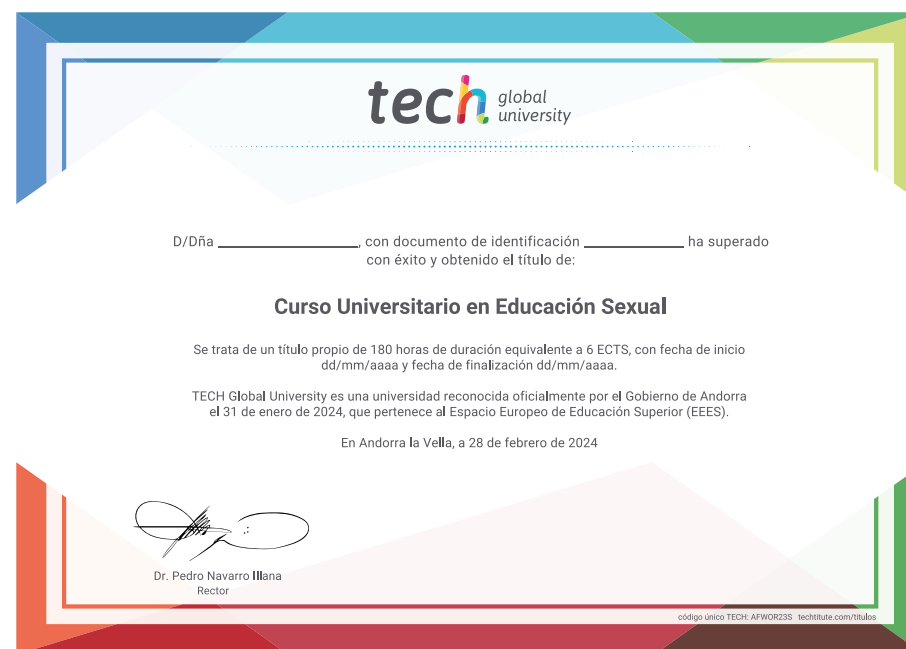 tech global
university
D/Dña ____________________, con documento de identificación ______________ ha superado
con éxito y obtenido el título de:
Curso Universitario en Educación Sexual
Se trata de un título propio de 180 horas de duración equivalente a 6 ECTS, con fecha de inicio
dd/mm/aaaa y fecha de finalización dd/mm/aaaa.
TECH Global University es una universidad reconocida oficialmente por el Gobierno de Andorra
el 31 de enero de 2024, que pertenece al Espacio Europeo de Educación Superior (EEES).
En Andorra la Vella, a 28 de febrero de 2024
Dr. Pedro Navarro Illana
Rector
código único TECH: AFWOR23S techtitute.com/titulos